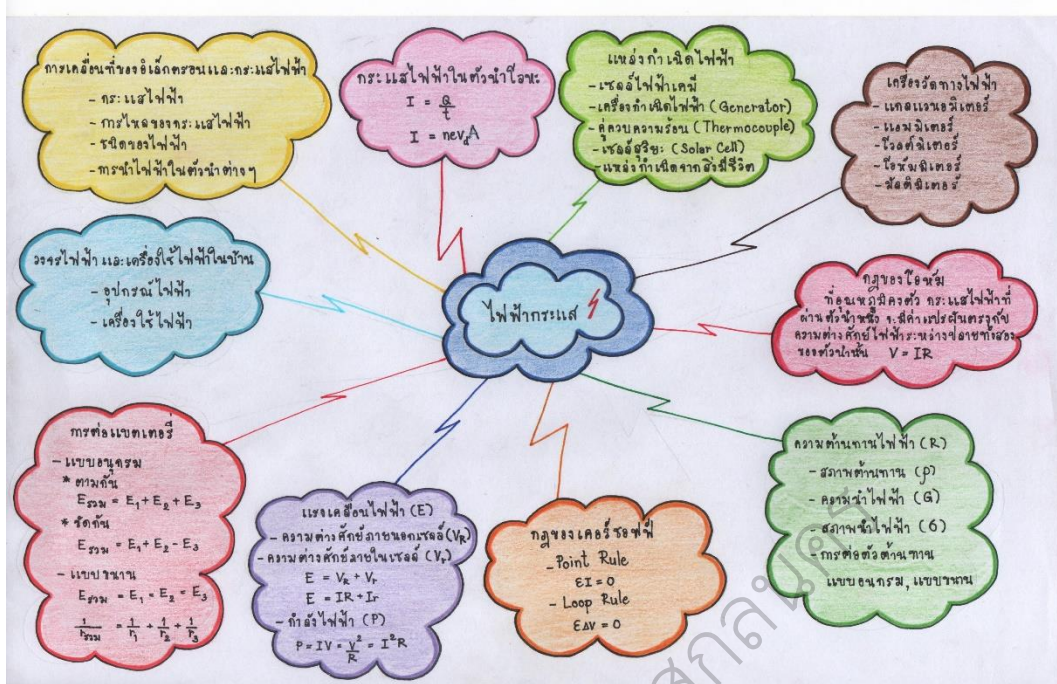 การเคลื่อนที่ของอิเล็กตรอนและกระแสไฟฟ้า
- กระแสไฟฟ้า
- การไหลของกระแสไฟฟ้า
- ชนิดของไฟฟ้า
- การนำไฟฟ้าในตัวนำต่างๆ
กระแสไฟฟ้าในตัวนำโลหะ
I = Q/t
I = nev_dA
แหล่งกำเนิดไฟฟ้า
- เซลล์ไฟฟ้าเคมี
- เครื่องกำเนิดไฟฟ้า (Generator)
- คู่ควบความร้อน (Thermocouple)
- เซลล์สุริยะ (Solar Cell)
- แหล่งกำเนิดจากสิ่งมีชีวิต
เครื่องวัดทางไฟฟ้า
- แกลแวนอมิเตอร์
- แอมมิเตอร์
- โวลต์มิเตอร์
- โอห์มมิเตอร์
- มัลติมิเตอร์
วงจรไฟฟ้าและเครื่องใช้ไฟฟ้าในบ้าน
- อุปกรณ์ไฟฟ้า
- เครื่องใช้ไฟฟ้า
ไฟฟ้ากระแส
กฎของโอห์ม
ที่อุณหภูมิคงตัว กระแสไฟฟ้าที่
ผ่านตัวนำหนึ่ง จะมีค่าแปรผันตรงกับ
ความต่างศักย์ไฟฟ้าระหว่างปลายทั้งสอง
ของตัวนำนั้น V = IR
การต่อแบตเตอรี่
- แบบอนุกรม
* ตามกัน
E รวม = E₁ + E₂ + E₃
* ขัดกัน
E รวม = E₁ + E₂ - E₃
- แบบขนาน
E รวม = E₁ = E₂ = E₃
1/r รวม = 1/r₁ + 1/r₂ + 1/r₃
แรงเคลื่อนไฟฟ้า (E)
- ความต่างศักย์ภายนอกเซลล์ (V_R)
- ความต่างศักย์ภายในเซลล์ (V_r)
E = V_R + V_r
E = IR + Ir
- กำลังไฟฟ้า (P)
P = IV = V²/R = I²R
กฎของเคอร์ชอฟฟ์
- Point Rule
ΣI = 0
- Loop Rule
ΣΔV = 0
ความต้านทานไฟฟ้า (R)
- สภาพต้านทาน (ρ)
- ความนำไฟฟ้า (G)
- สภาพนำไฟฟ้า (σ)
- การต่อตัวต้านทาน
แบบอนุกรม, แบบขนาน